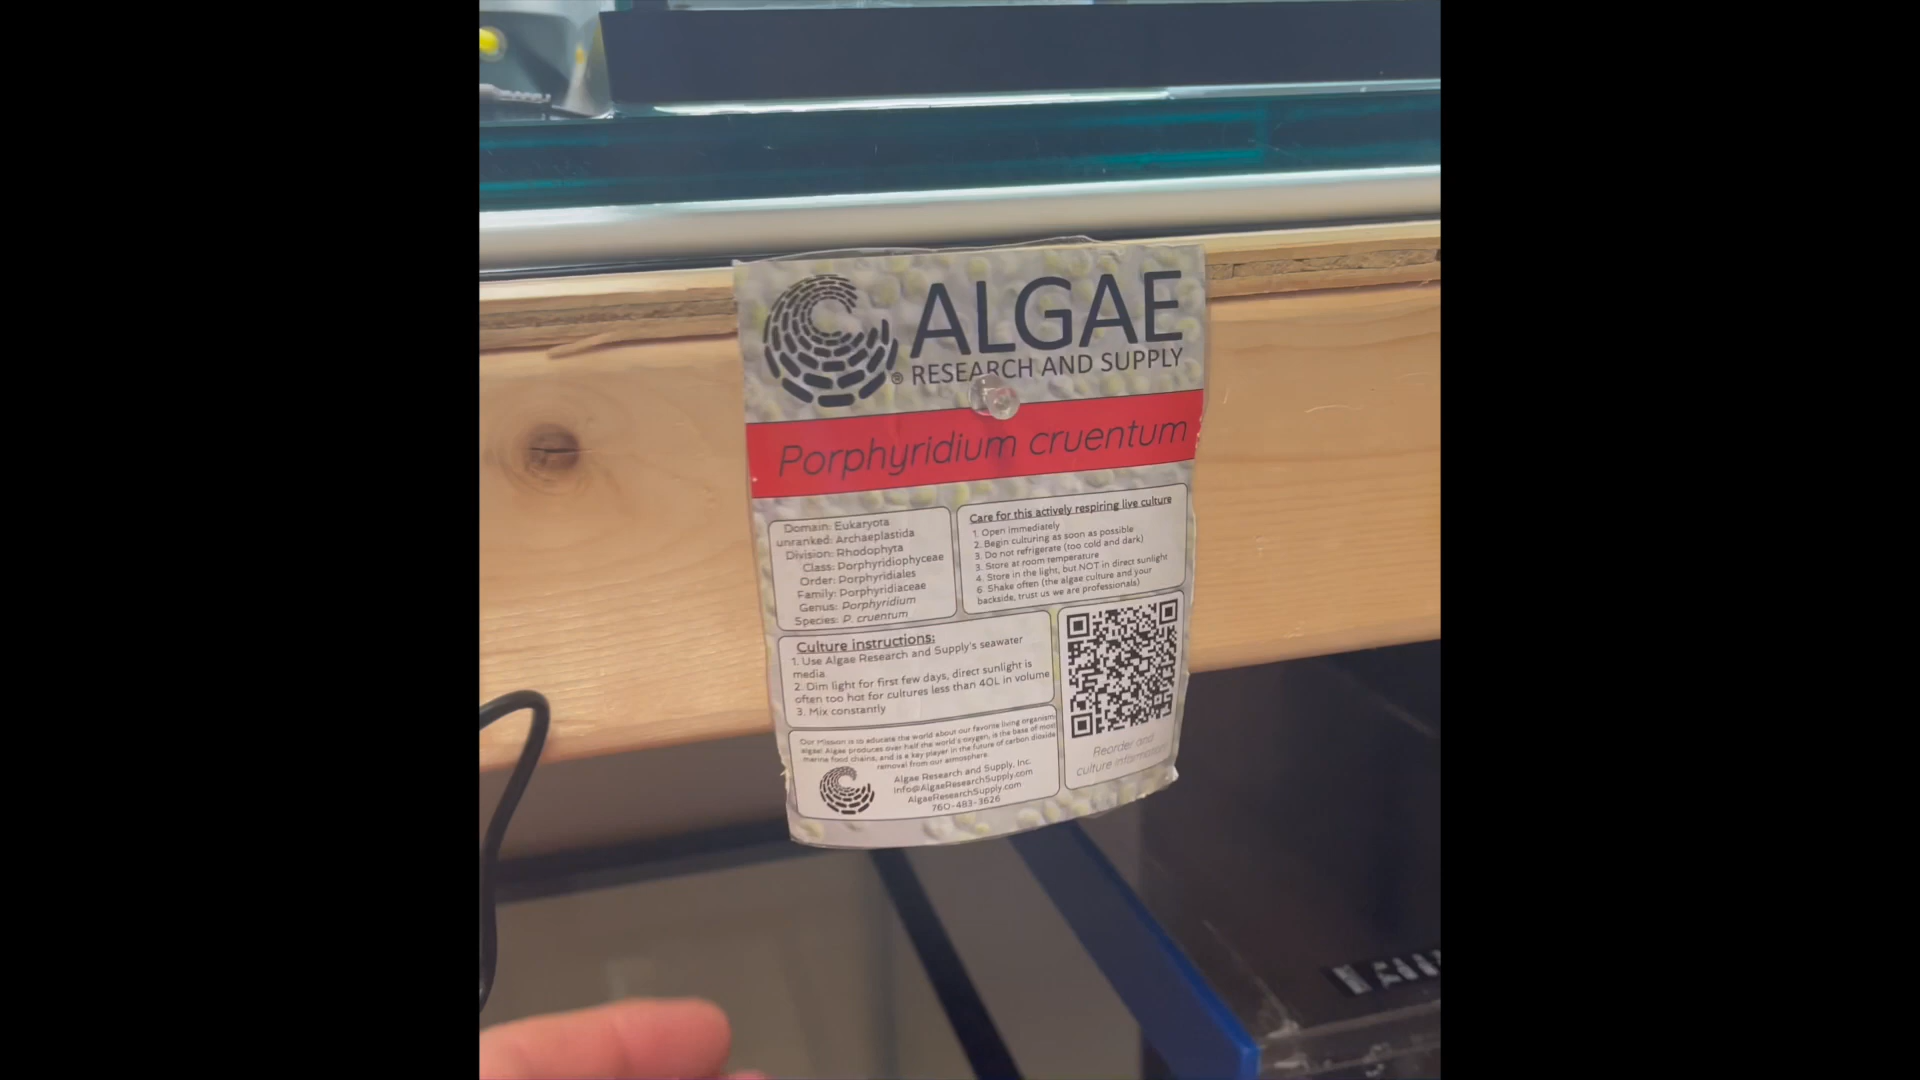 ALGAE
® RESEARCH AND SUPPLY
Porphyridium cruentum
Domain: Eukaryota
unranked: Archaeplastida
Division: Rhodophyta
Class: Porphyridiophyceae
Order: Porphyridiales
Family: Porphyridiaceae
Genus: Porphyridium
Species: P. cruentum
Care for this actively respiring live culture
1. Open immediately
2. Begin culturing as soon as possible
3. Do not refrigerate (too cold and dark)
3. Store at room temperature
4. Store in the light, but NOT in direct sunlight
6. Shake often (the algae culture and your
backside, trust us we are professionals)
Culture instructions:
1. Use Algae Research and Supply's seawater
media
2. Dim light for first few days, direct sunlight is
often too hot for cultures less than 40L in volume
3. Mix constantly
Our Mission is to educate the world about our favorite living organism
algae! Algae produces over half the world's oxygen, is the base of most
marine food chains, and is a key player in the future of carbon dioxide
removal from our atmosphere.
Algae Research and Supply, Inc.
Info@AlgaeResearchSupply.com
AlgaeResearchSupply.com
760-483-3626
Reorder and
culture information